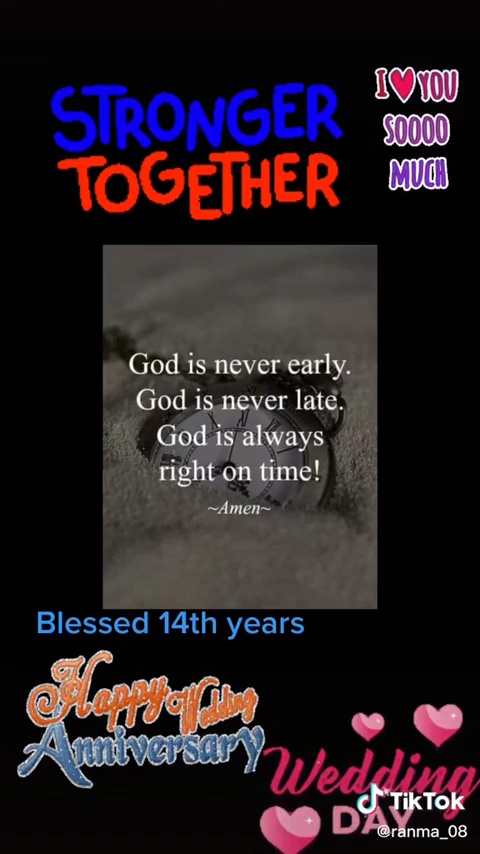 STRONGER
TOGETHER
I ❤ YOU
SOOOO
MUCH
God is never early.
God is never late.
God is always
right on time!
~Amen~
Blessed 14th years
Happy Wedding
Anniversary
Wedding
DAY
TikTok
@ranma_08